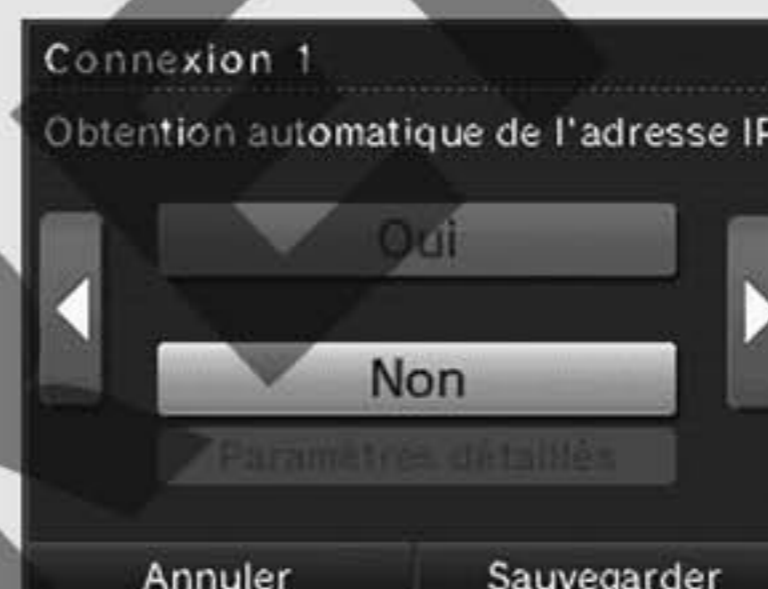 Connexion 1
Obtention automatique de l'adresse IP
Oui
Non
Paramètres détaillés
Annuler
Sauvegarder